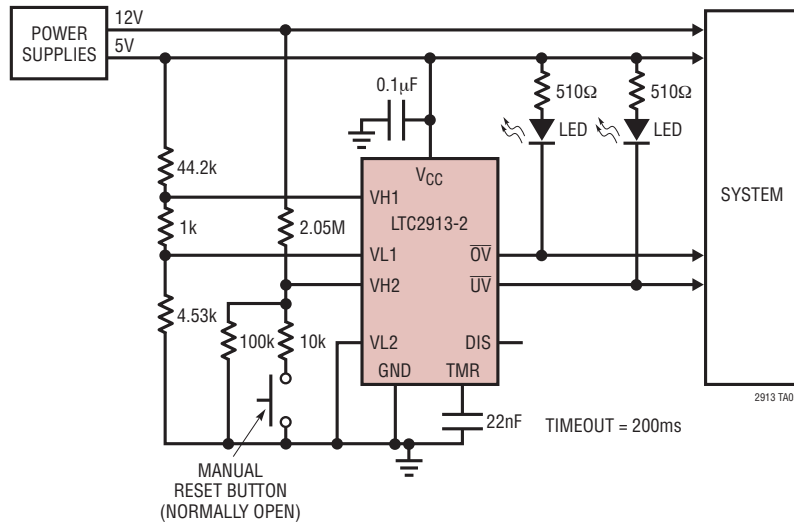 POWER
SUPPLIES
12V
5V
0.1µF
510Ω
510Ω
LED
LED
SYSTEM
44.2k
1k
4.53k
2.05M
100k
10k
VCC
VH1
LTC2913-2
VL1
OV
VH2
UV
VL2
DIS
GND
TMR
22nF
TIMEOUT = 200ms
MANUAL
RESET BUTTON
(NORMALLY OPEN)